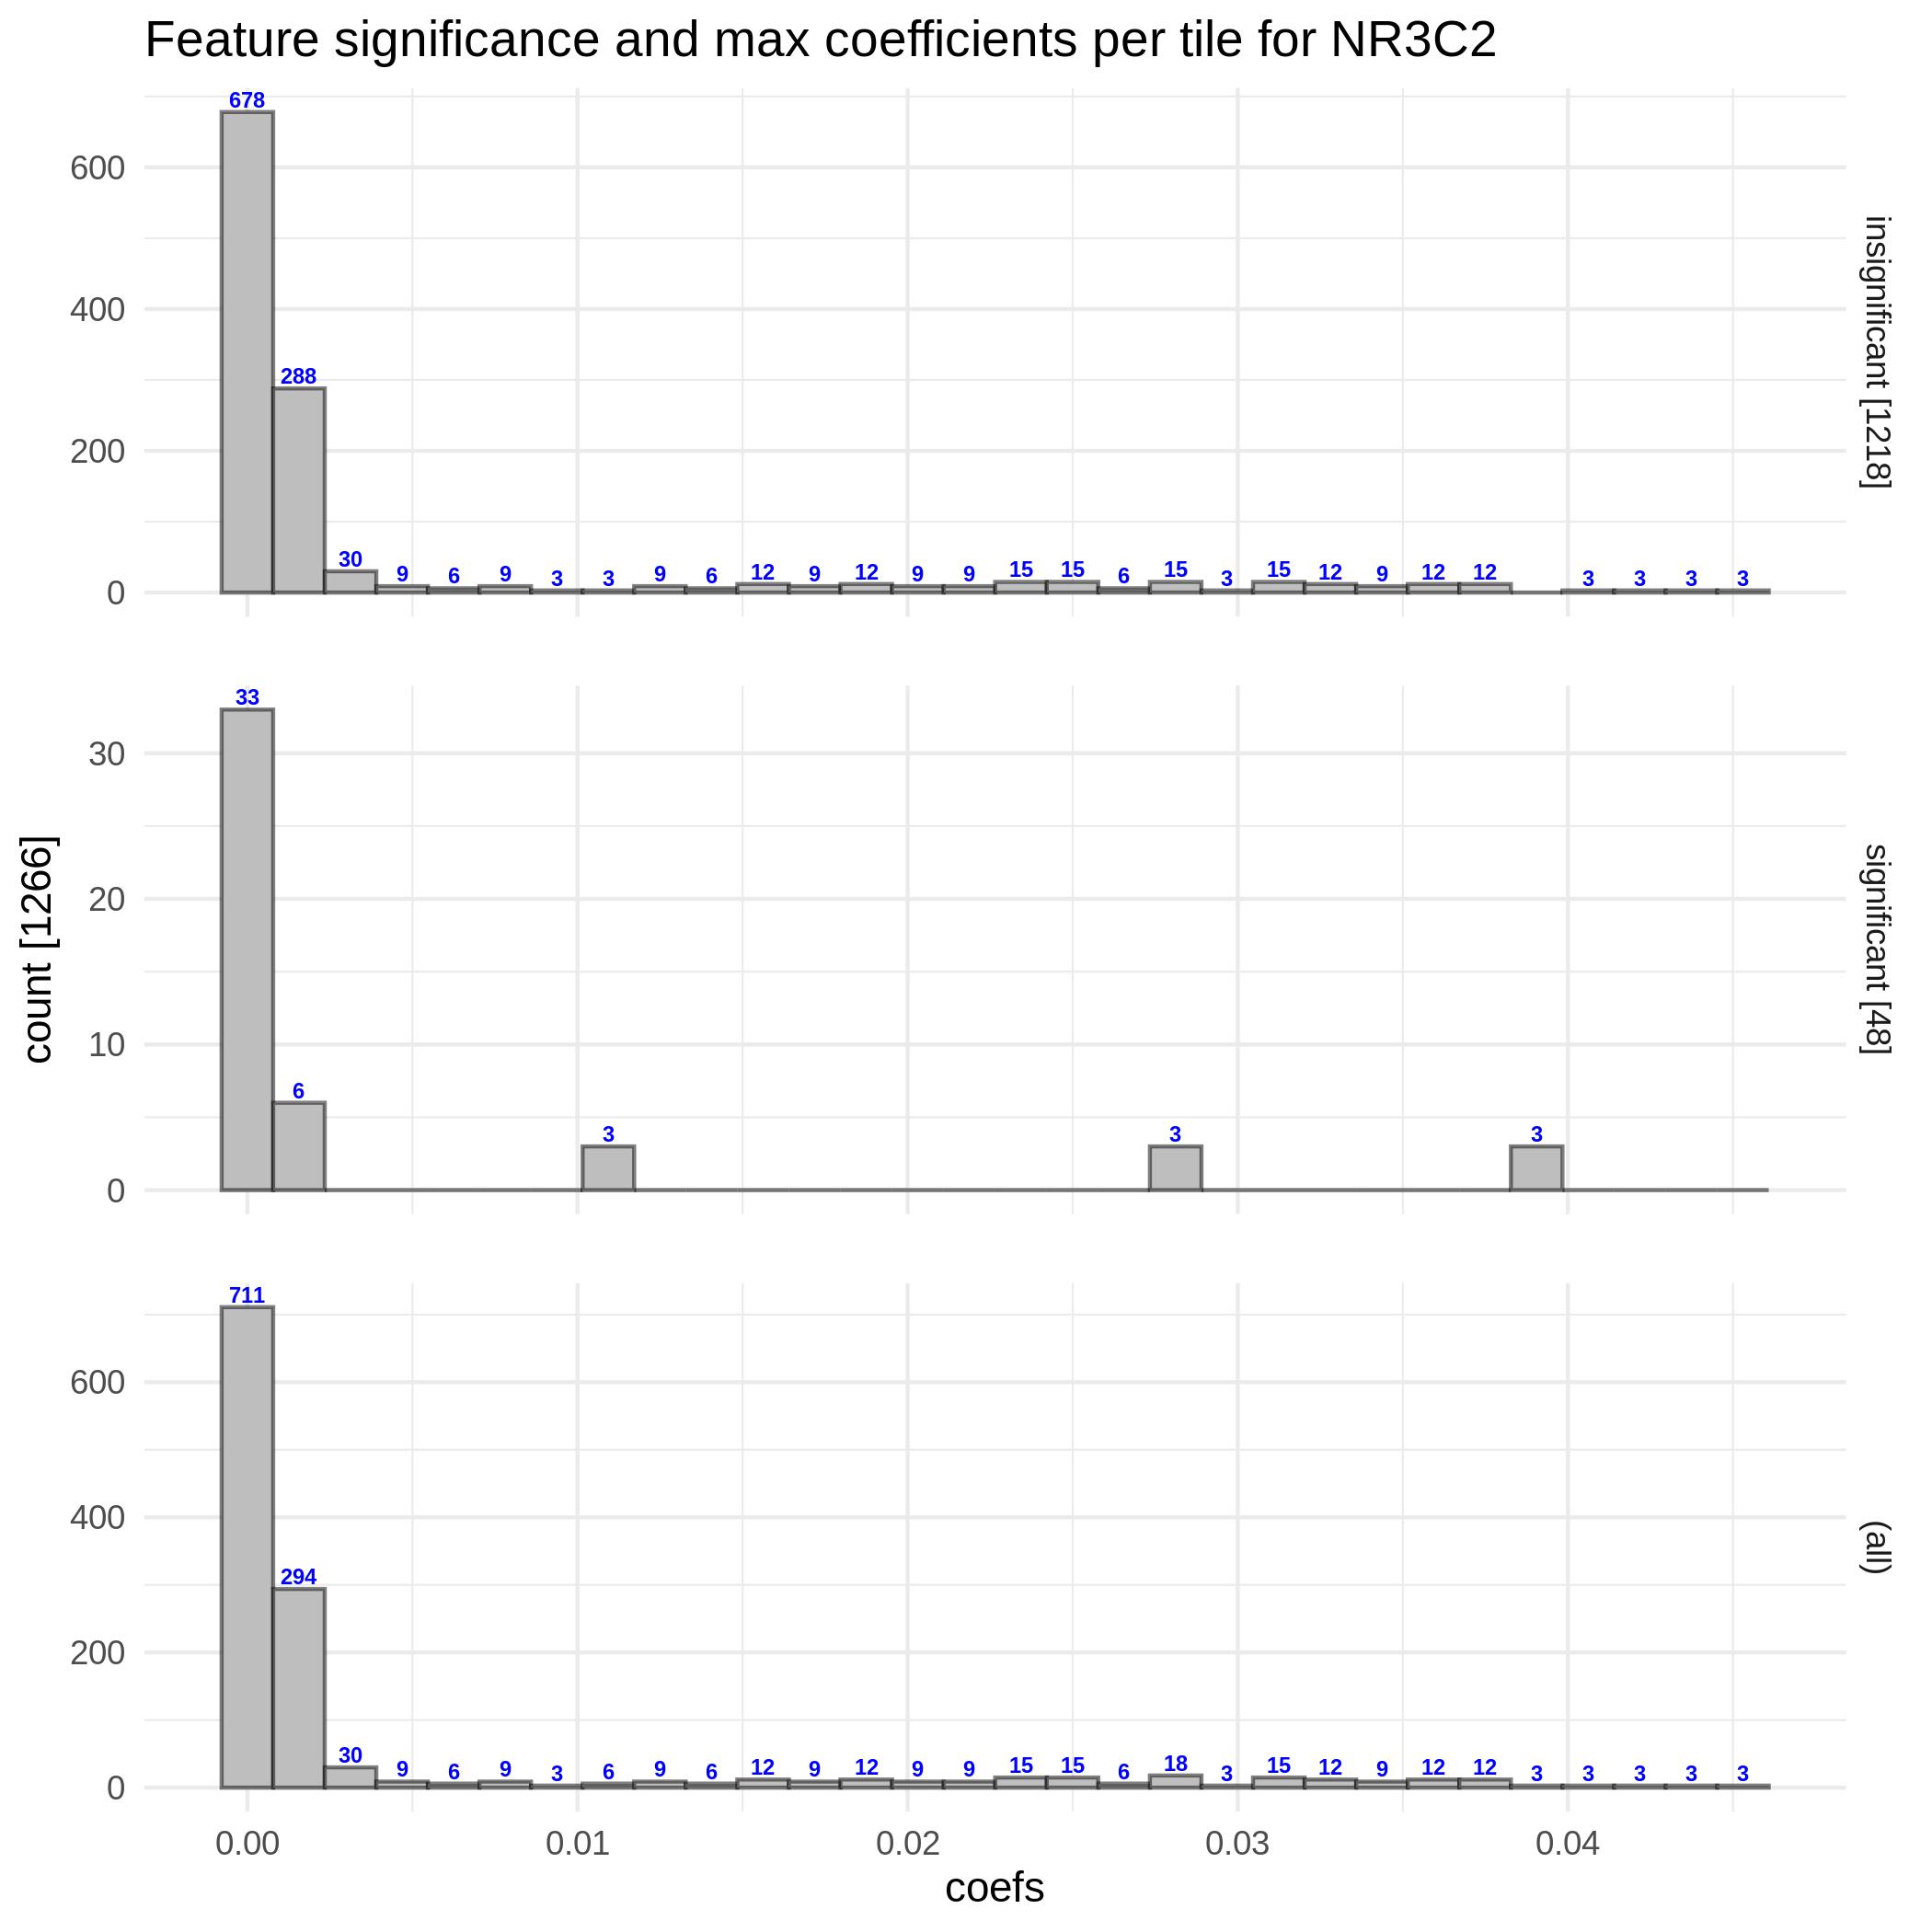 Feature significance and max coefficients per tile for NR3C2
678
600
400
288
200
30 9 6 9 3 3 9 6 12 9 12 9 9 15 15 6 15 3 15 12 9 12 12 3 3 3 3
0
insignificant [1218]
33
30
20
10
6
3 3 3
0
significant [48]
count [1266]
711
600
400
294
200
30 9 6 9 3 6 9 6 12 9 12 9 9 15 15 6 18 3 15 12 9 12 12 3 3 3 3 3
0
(all)
0.00 0.01 0.02 0.03 0.04
coefs